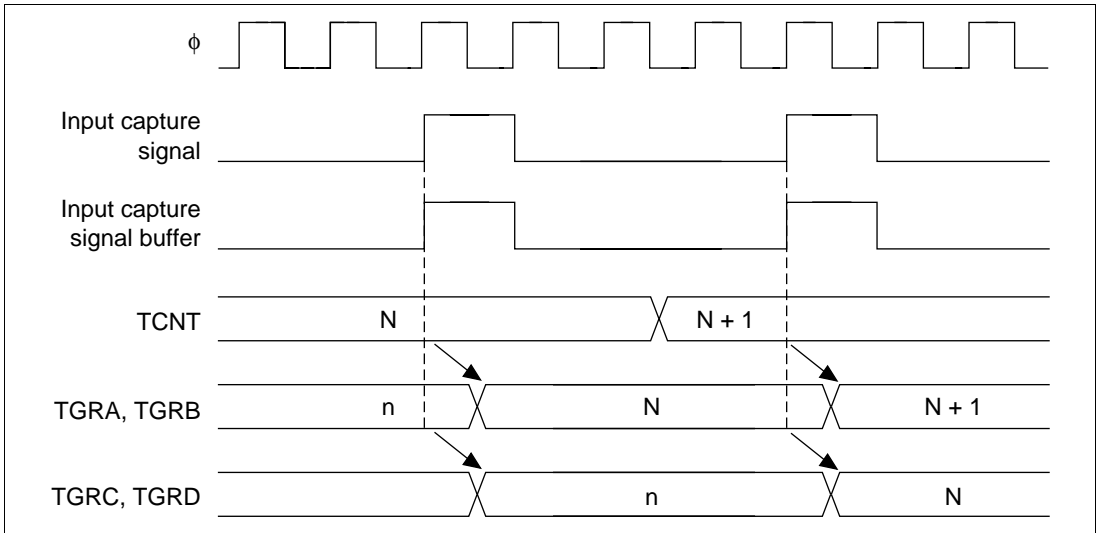 ϕ
Input capture
signal
Input capture
signal buffer
TCNT N N + 1
TGRA, TGRB n N N + 1
TGRC, TGRD n N